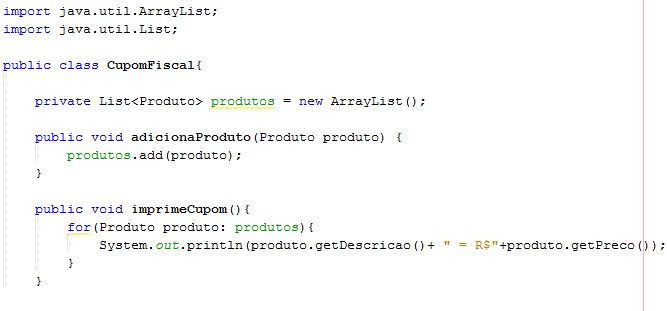 import java.util.ArrayList;
import java.util.List;
public class CupomFiscal{
private List<Produto> produtos = new ArrayList();
public void adicionaProduto(Produto produto) {
produtos.add(produto);
}
public void imprimeCupom(){
for(Produto produto: produtos){
System.out.println(produto.getDescricao()+ " = R$"+produto.getPreco());
}
}